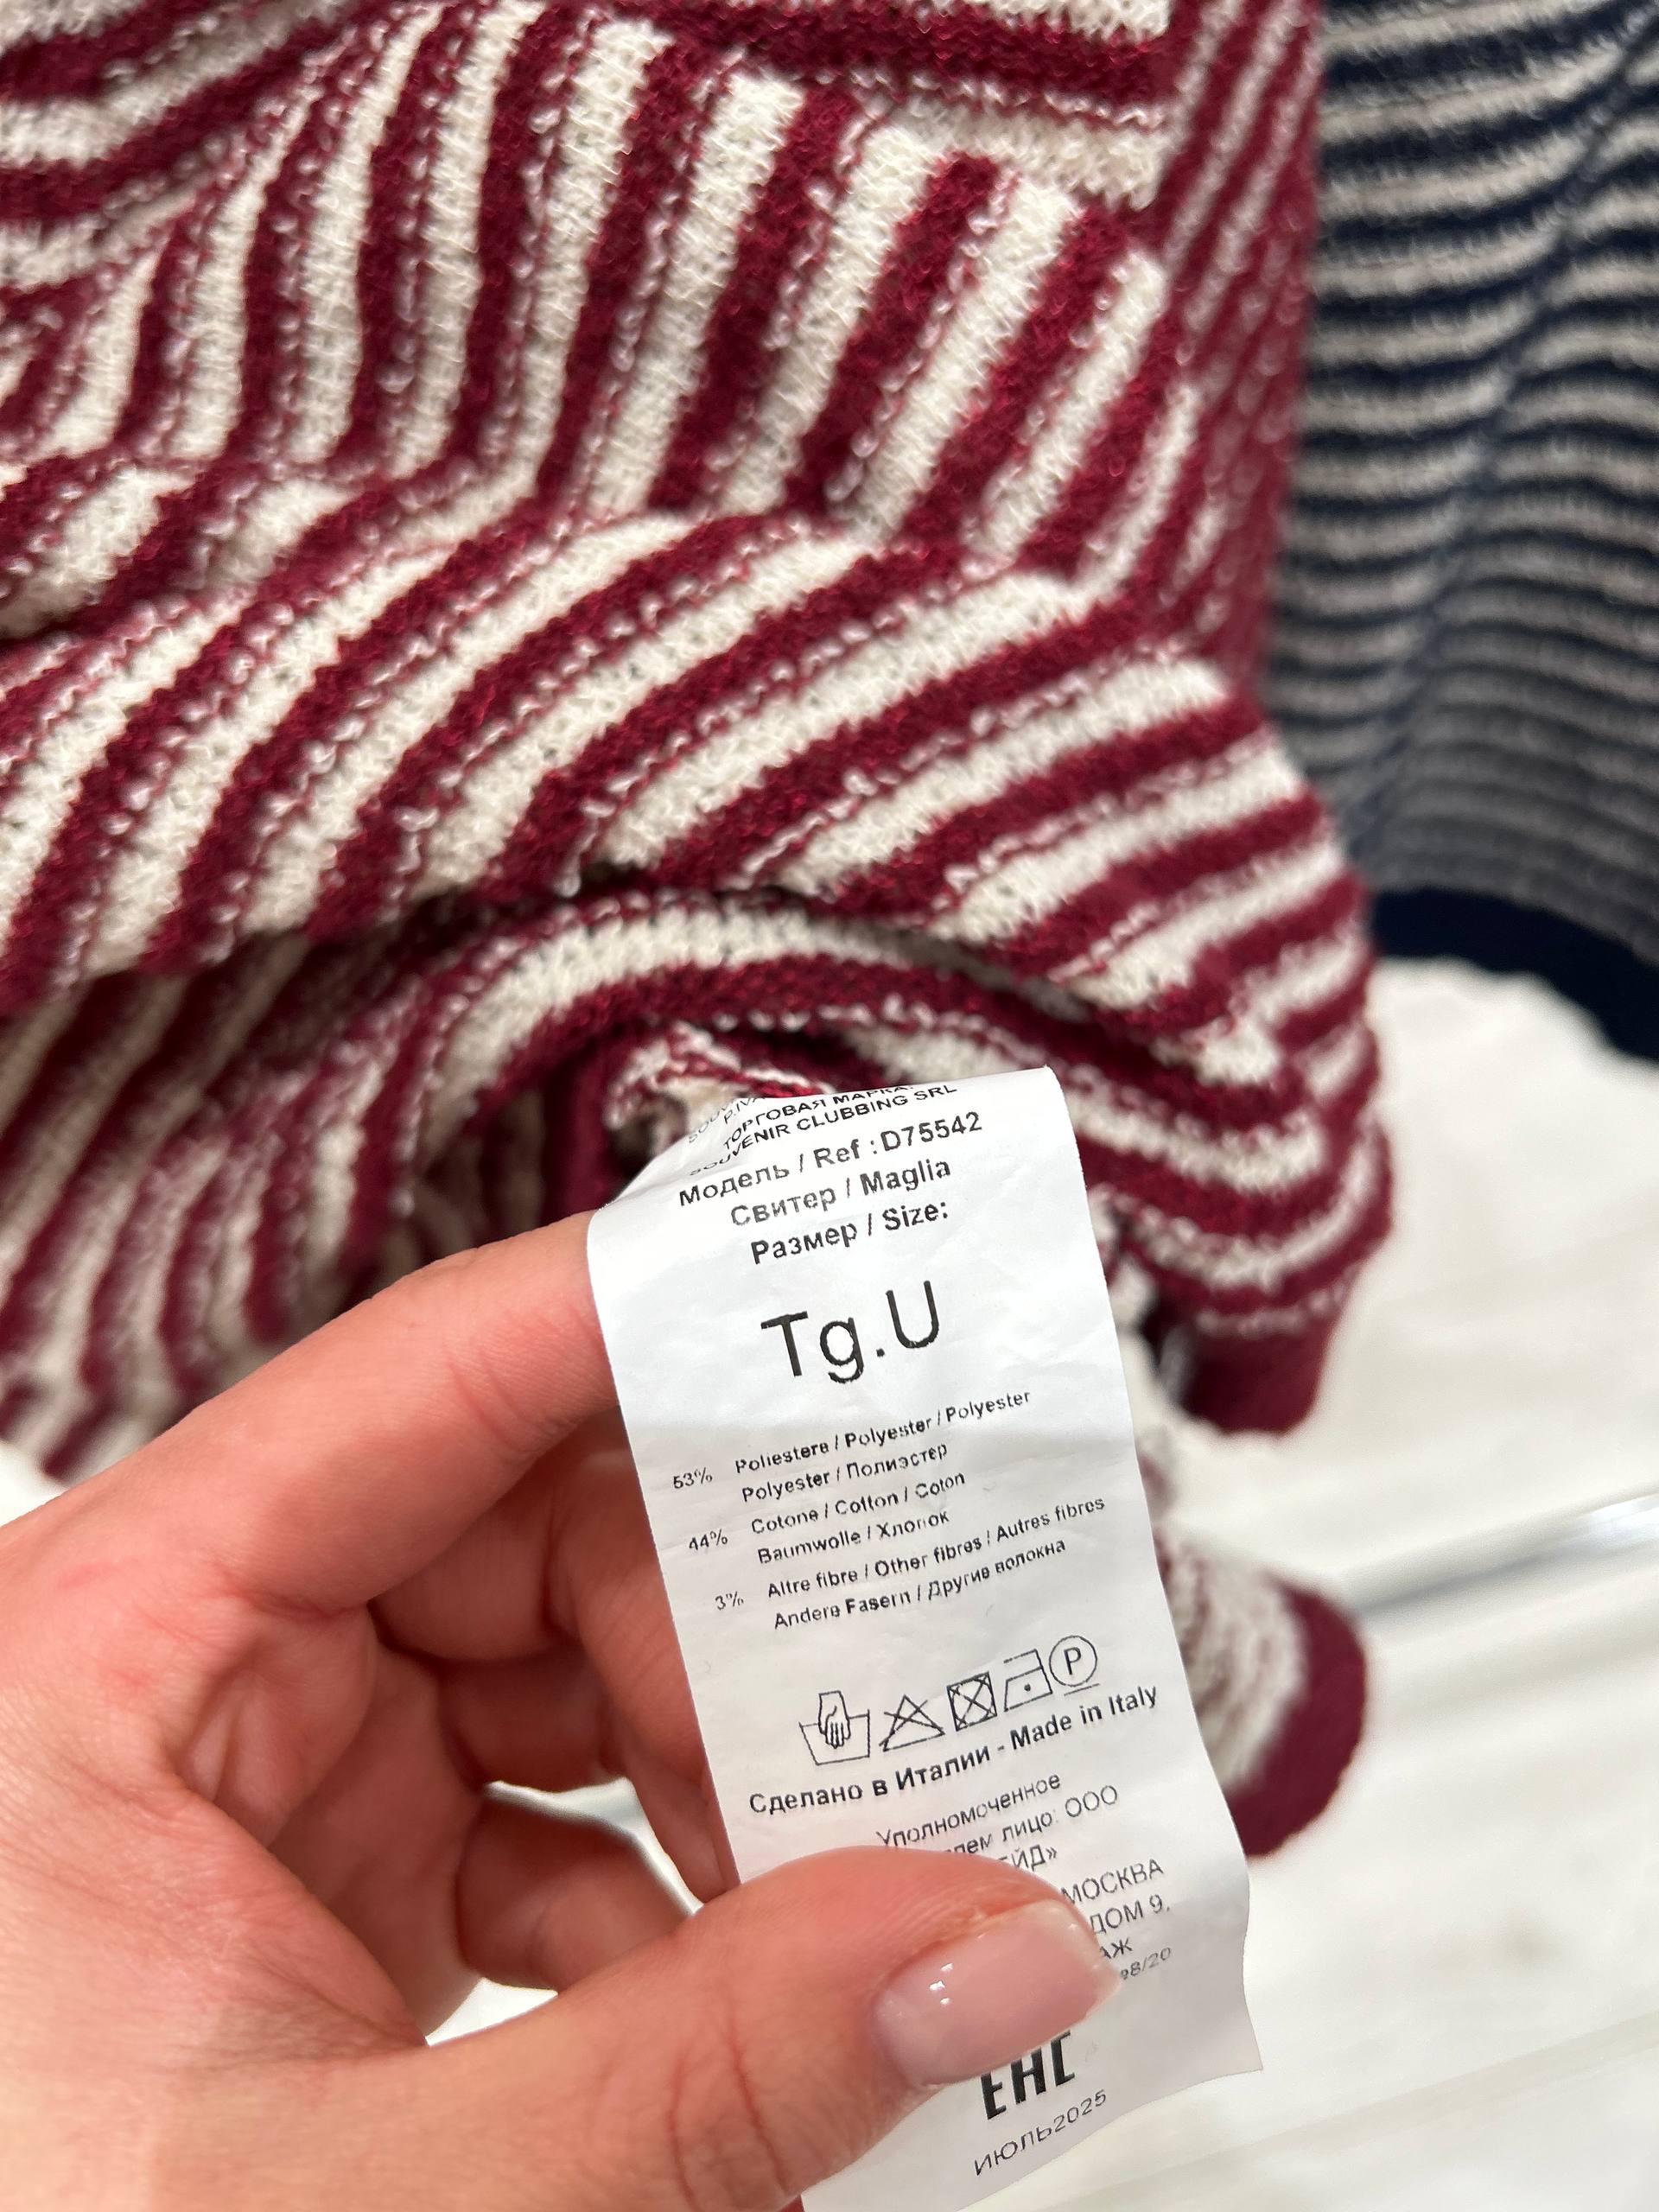 ТОРГОВАЯ МАРКА:
SOUVENIR CLUBBING SRL
Модель / Ref :D75542
Свитер / Maglia
Размер / Size:
Tg.U
53% Poliestere / Polyester / Polyester
Polyester / Полиэстер
44% Cotone / Cotton / Coton
Baumwolle / Хлопок
3% Altre fibre / Other fibres / Autres fibres
Andere Fasern / Другие волокна
P
Сделано в Италии - Made in Italy
Уполномоченное
лицо: ООО
МОСКВА
ДОМ 9,
ЕАС
ИЮЛЬ2025